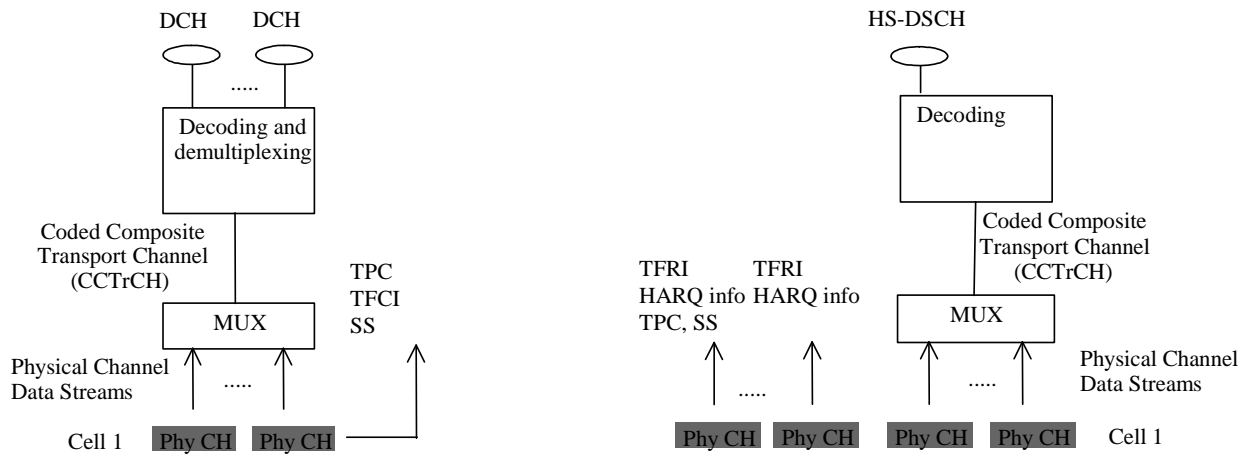 DCH DCH
.....
Decoding and
demultiplexing
Coded Composite
Transport Channel
(CCTrCH)
TPC
TFCI
SS
MUX
Physical Channel
Data Streams
.....
Cell 1 Phy CH Phy CH
HS-DSCH
Decoding
Coded Composite
Transport Channel
(CCTrCH)
TFRI
HARQ info
TPC, SS
TFRI
HARQ info
MUX
Physical Channel
Data Streams
.....
.....
Phy CH Phy CH Phy CH Phy CH Cell 1